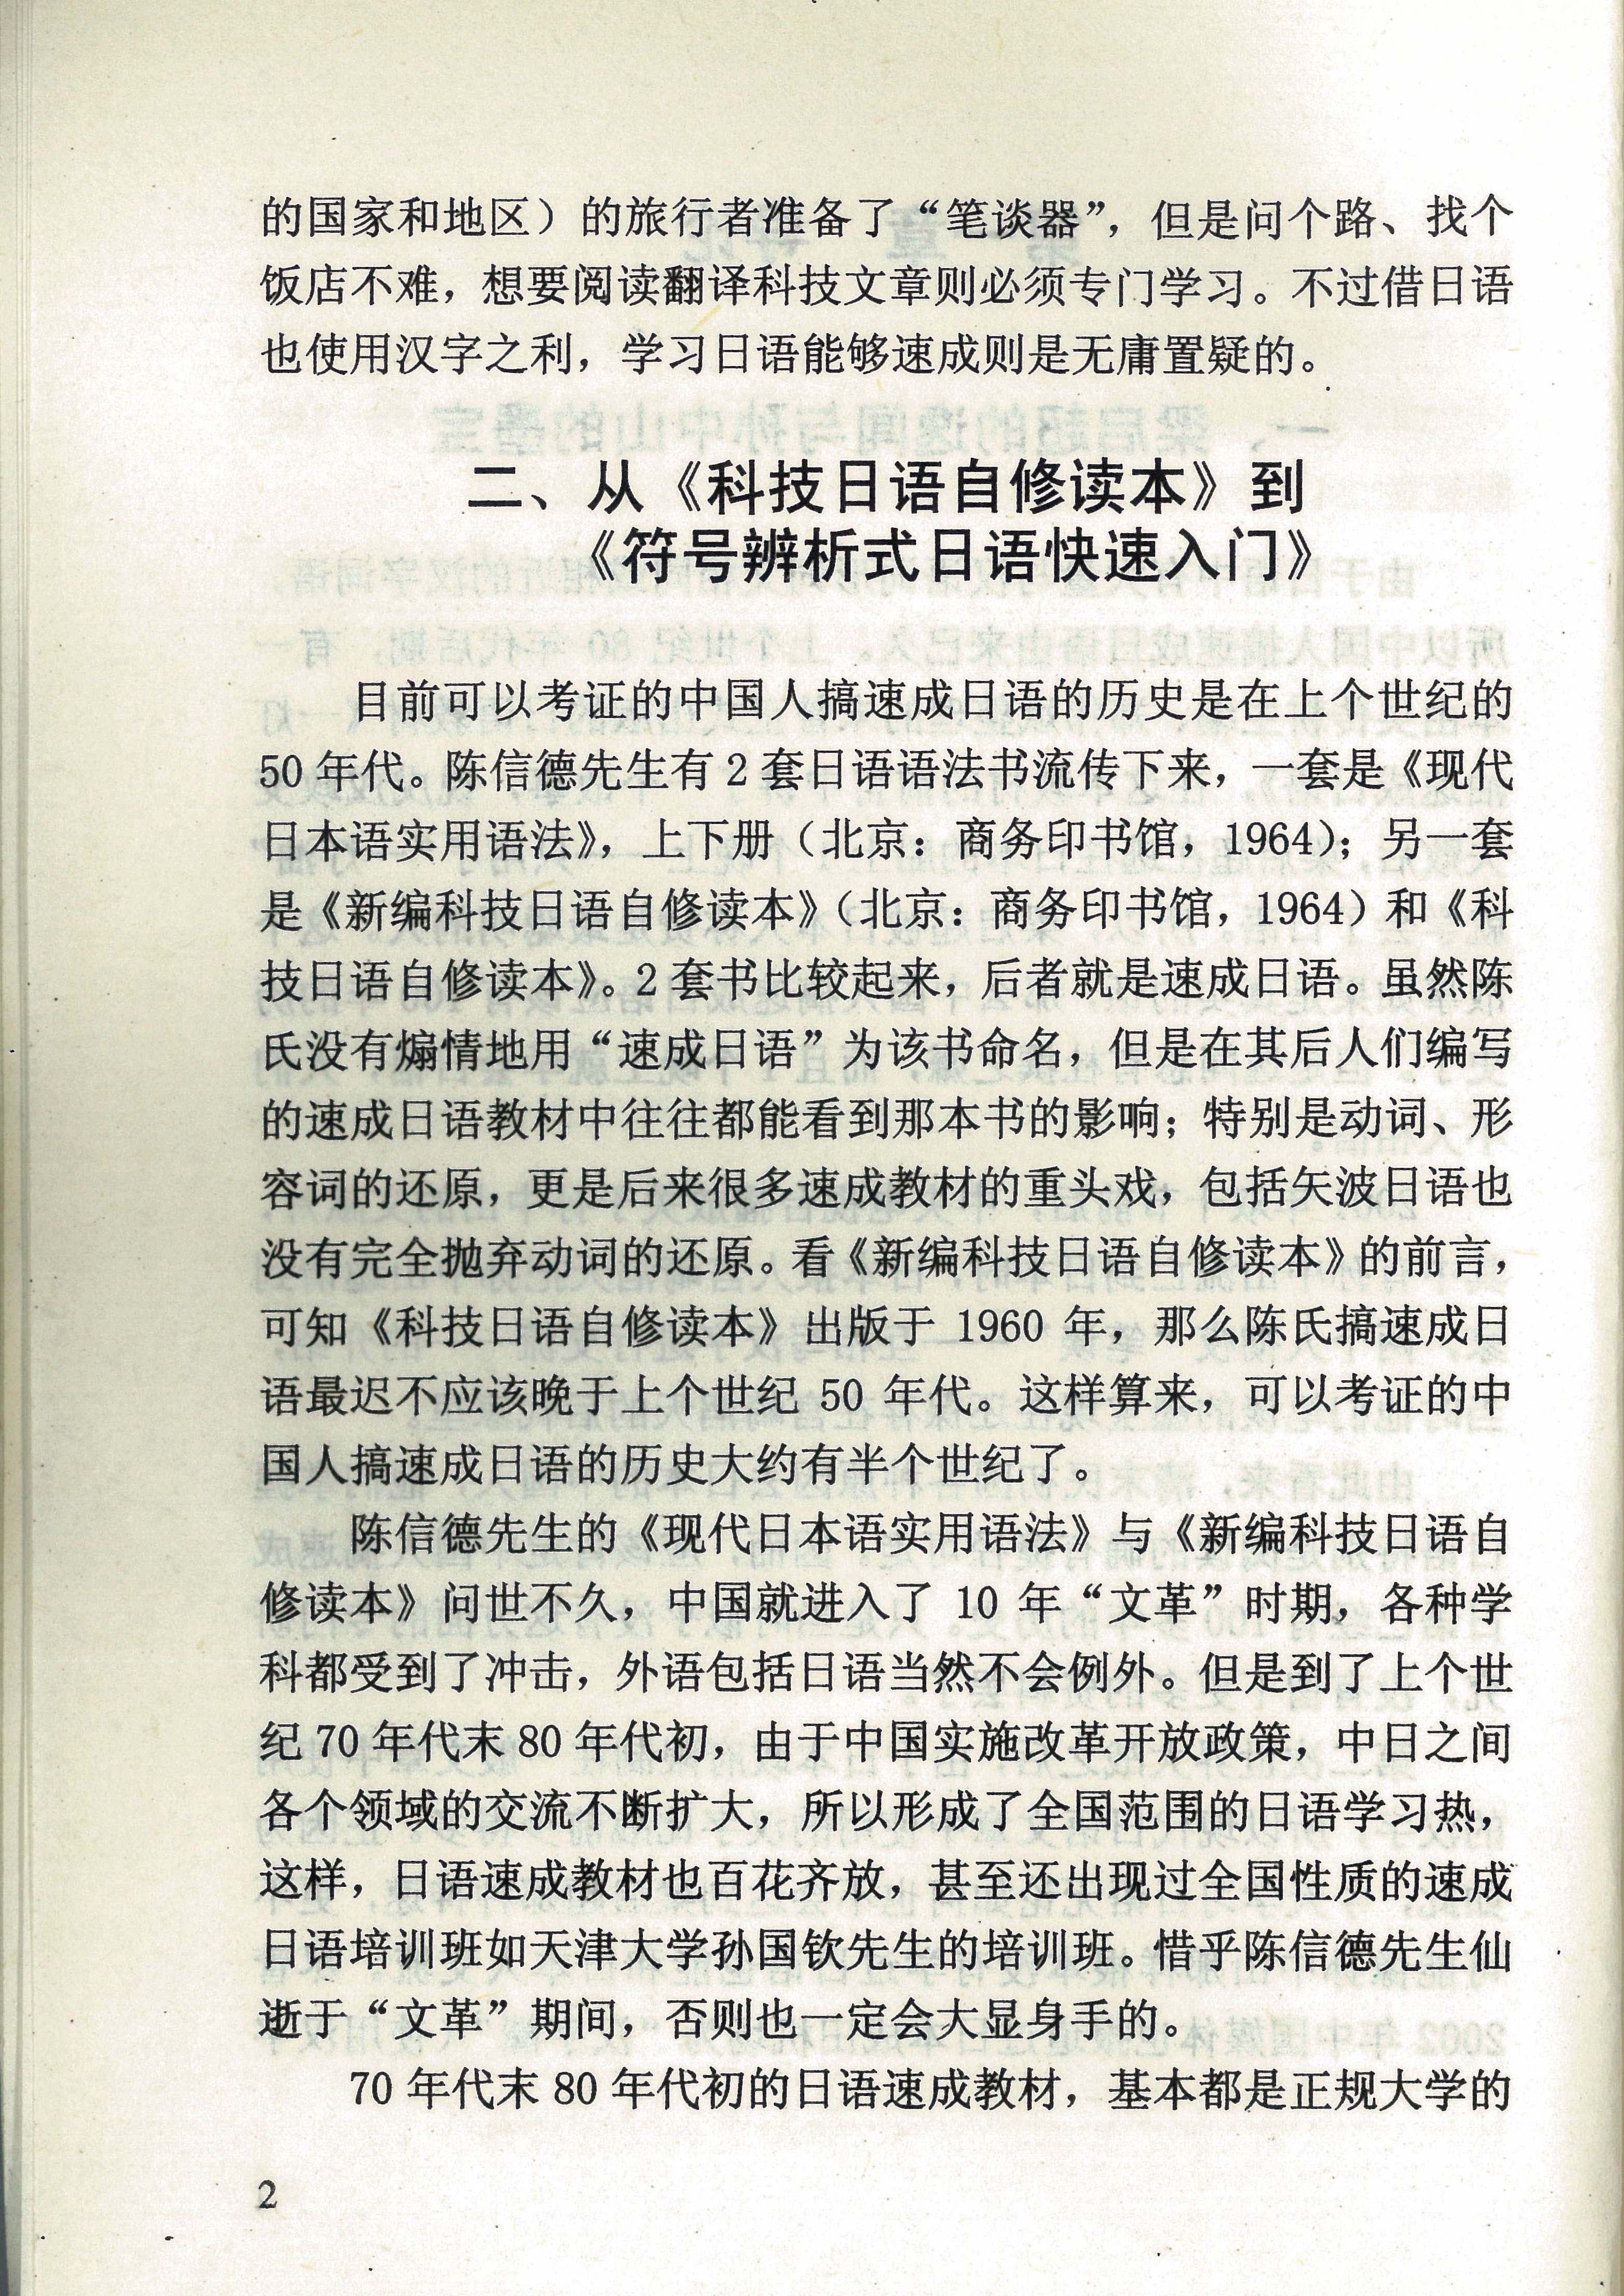 的国家和地区）的旅行者准备了“笔谈器”，但是问个路、找个
饭店不难，想要阅读翻译科技文章则必须专门学习。不过借日语
也使用汉字之利，学习日语能够速成则是无庸置疑的。
二、从《科技日语自修读本》到
《符号辨析式日语快速入门》
目前可以考证的中国人搞速成日语的历史是在上个世纪的
50 年代。陈信德先生有 2 套日语语法书流传下来，一套是《现代
日本语实用语法》，上下册（北京：商务印书馆，1964）；另一套
是《新编科技日语自修读本》（北京：商务印书馆，1964）和《科
技日语自修读本》。2 套书比较起来，后者就是速成日语。虽然陈
氏没有煽情地用“速成日语”为该书命名，但是在其后人们编写
的速成日语教材中往往都能看到那本书的影响；特别是动词、形
容词的还原，更是后来很多速成教材的重头戏，包括矢波日语也
没有完全抛弃动词的还原。看《新编科技日语自修读本》的前言，
可知《科技日语自修读本》出版于 1960 年，那么陈氏搞速成日
语最迟不应该晚于上个世纪 50 年代。这样算来，可以考证的中
国人搞速成日语的历史大约有半个世纪了。
陈信德先生的《现代日本语实用语法》与《新编科技日语自
修读本》问世不久，中国就进入了 10 年“文革”时期，各种学
科都受到了冲击，外语包括日语当然不会例外。但是到了上个世
纪 70 年代末 80 年代初，由于中国实施改革开放政策，中日之间
各个领域的交流不断扩大，所以形成了全国范围的日语学习热，
这样，日语速成教材也百花齐放，甚至还出现过全国性质的速成
日语培训班如天津大学孙国钦先生的培训班。惜乎陈信德先生仙
逝于“文革”期间，否则也一定会大显身手的。
70 年代末 80 年代初的日语速成教材，基本都是正规大学的
2